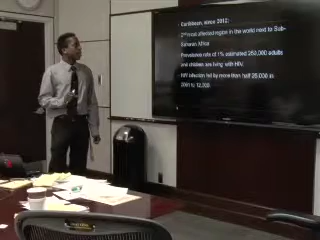 Caribbean, since 2012:
2nd most affected region in the world next to Sub-
Saharan Africa
Prevalence rate of 1% estimated 250,000 adults
and children are living with HIV.
HIV infection fell by more than half 25,000 in
2001 to 12,000